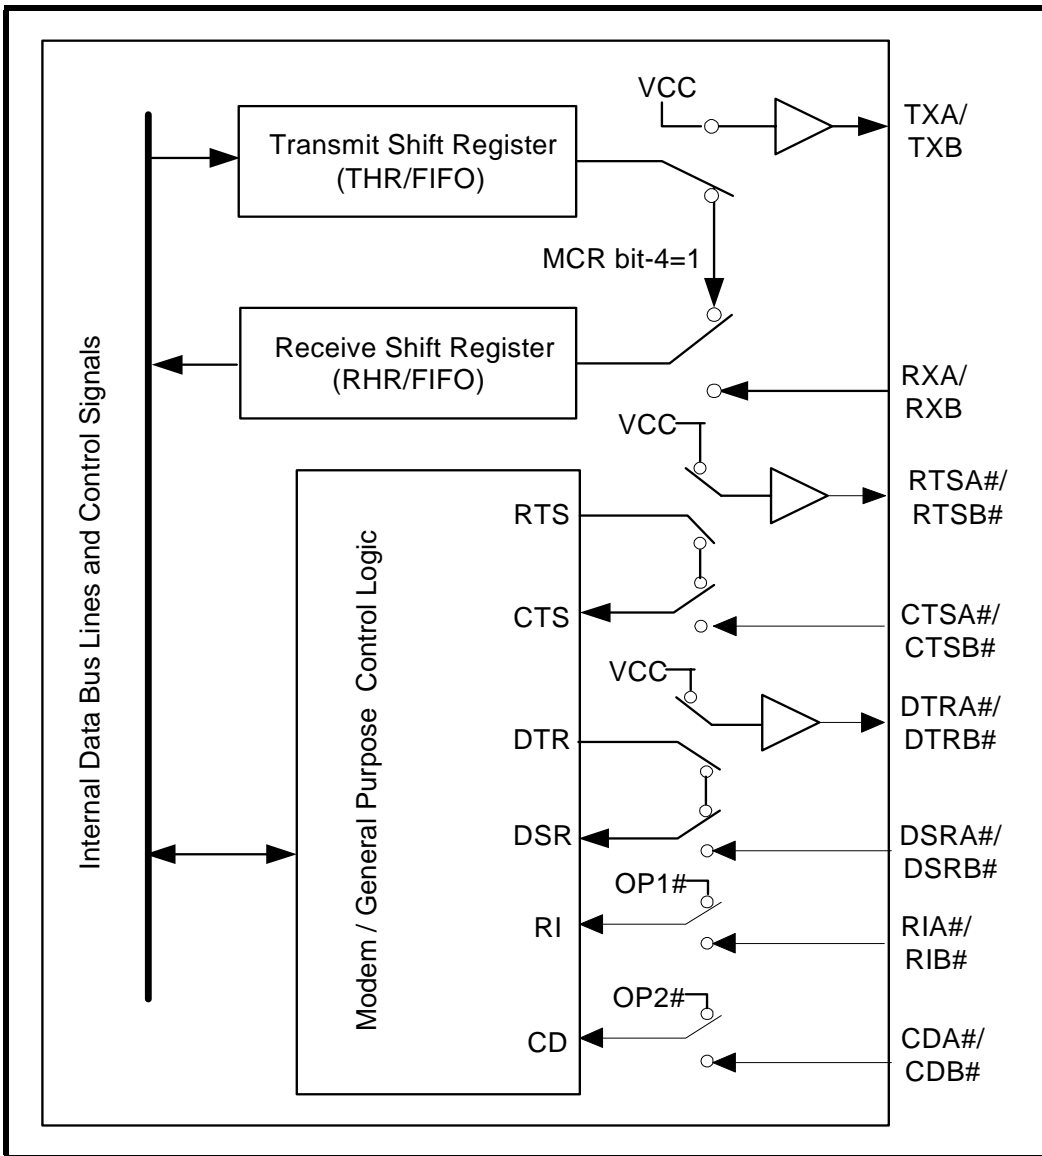 VCC
TXA/
TXB
Transmit Shift Register
(THR/FIFO)
MCR bit-4=1
Receive Shift Register
(RHR/FIFO)
RXA/
RXB
Internal Data Bus Lines and Control Signals
VCC
RTSA#/
RTSB#
Modem / General Purpose Control Logic
RTS
CTS
CTSA#/
CTSB#
VCC
DTRA#/
DTRB#
DTR
DSR
DSRA#/
DSRB#
OP1#
RI
RIA#/
RIB#
OP2#
CD
CDA#/
CDB#